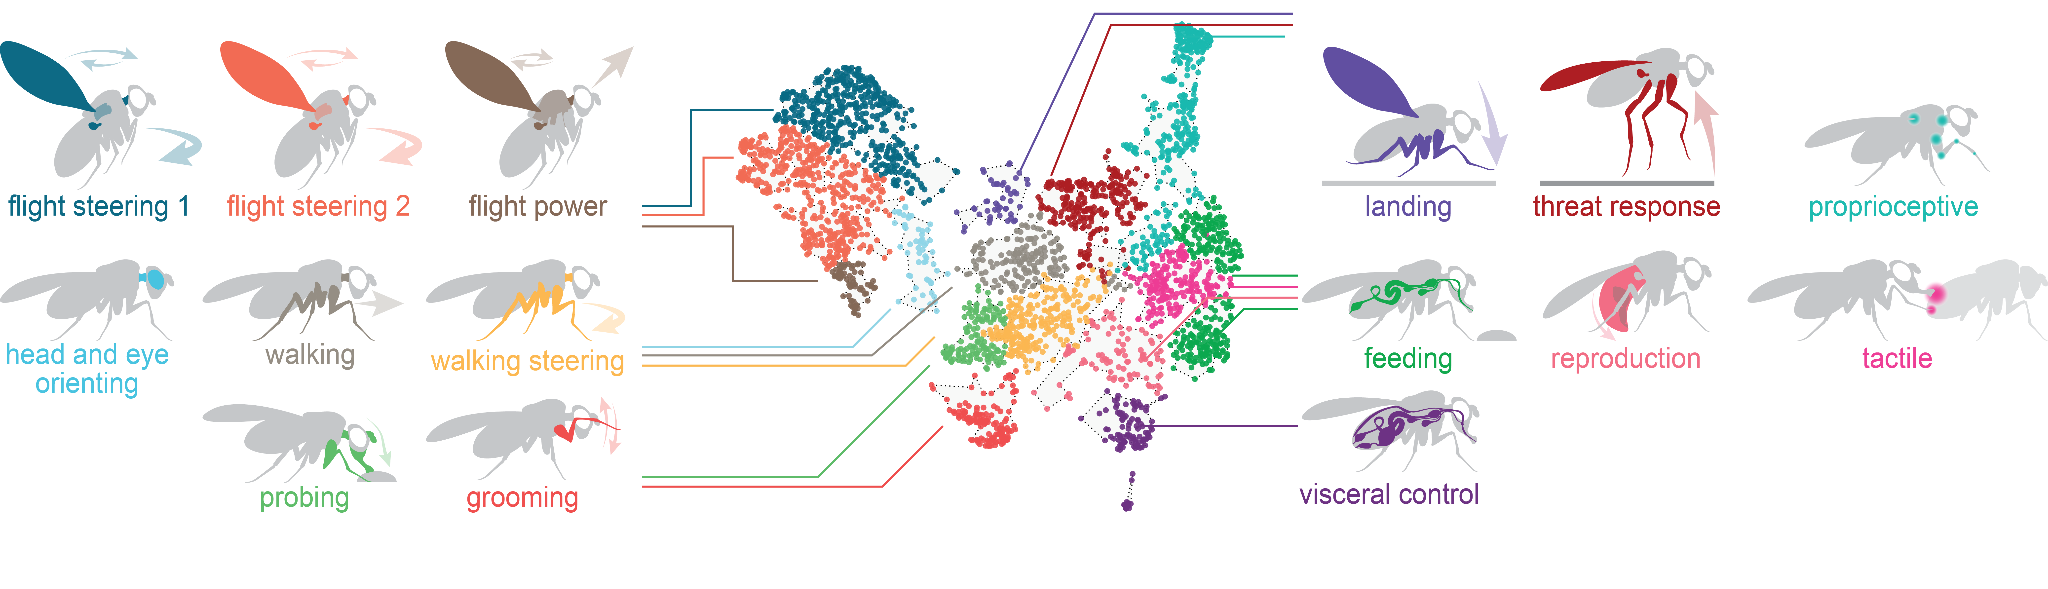 flight steering 1
flight steering 2
flight power
landing
threat response
proprioceptive
head and eye
orienting
walking
walking steering
feeding
reproduction
tactile
probing
grooming
visceral control